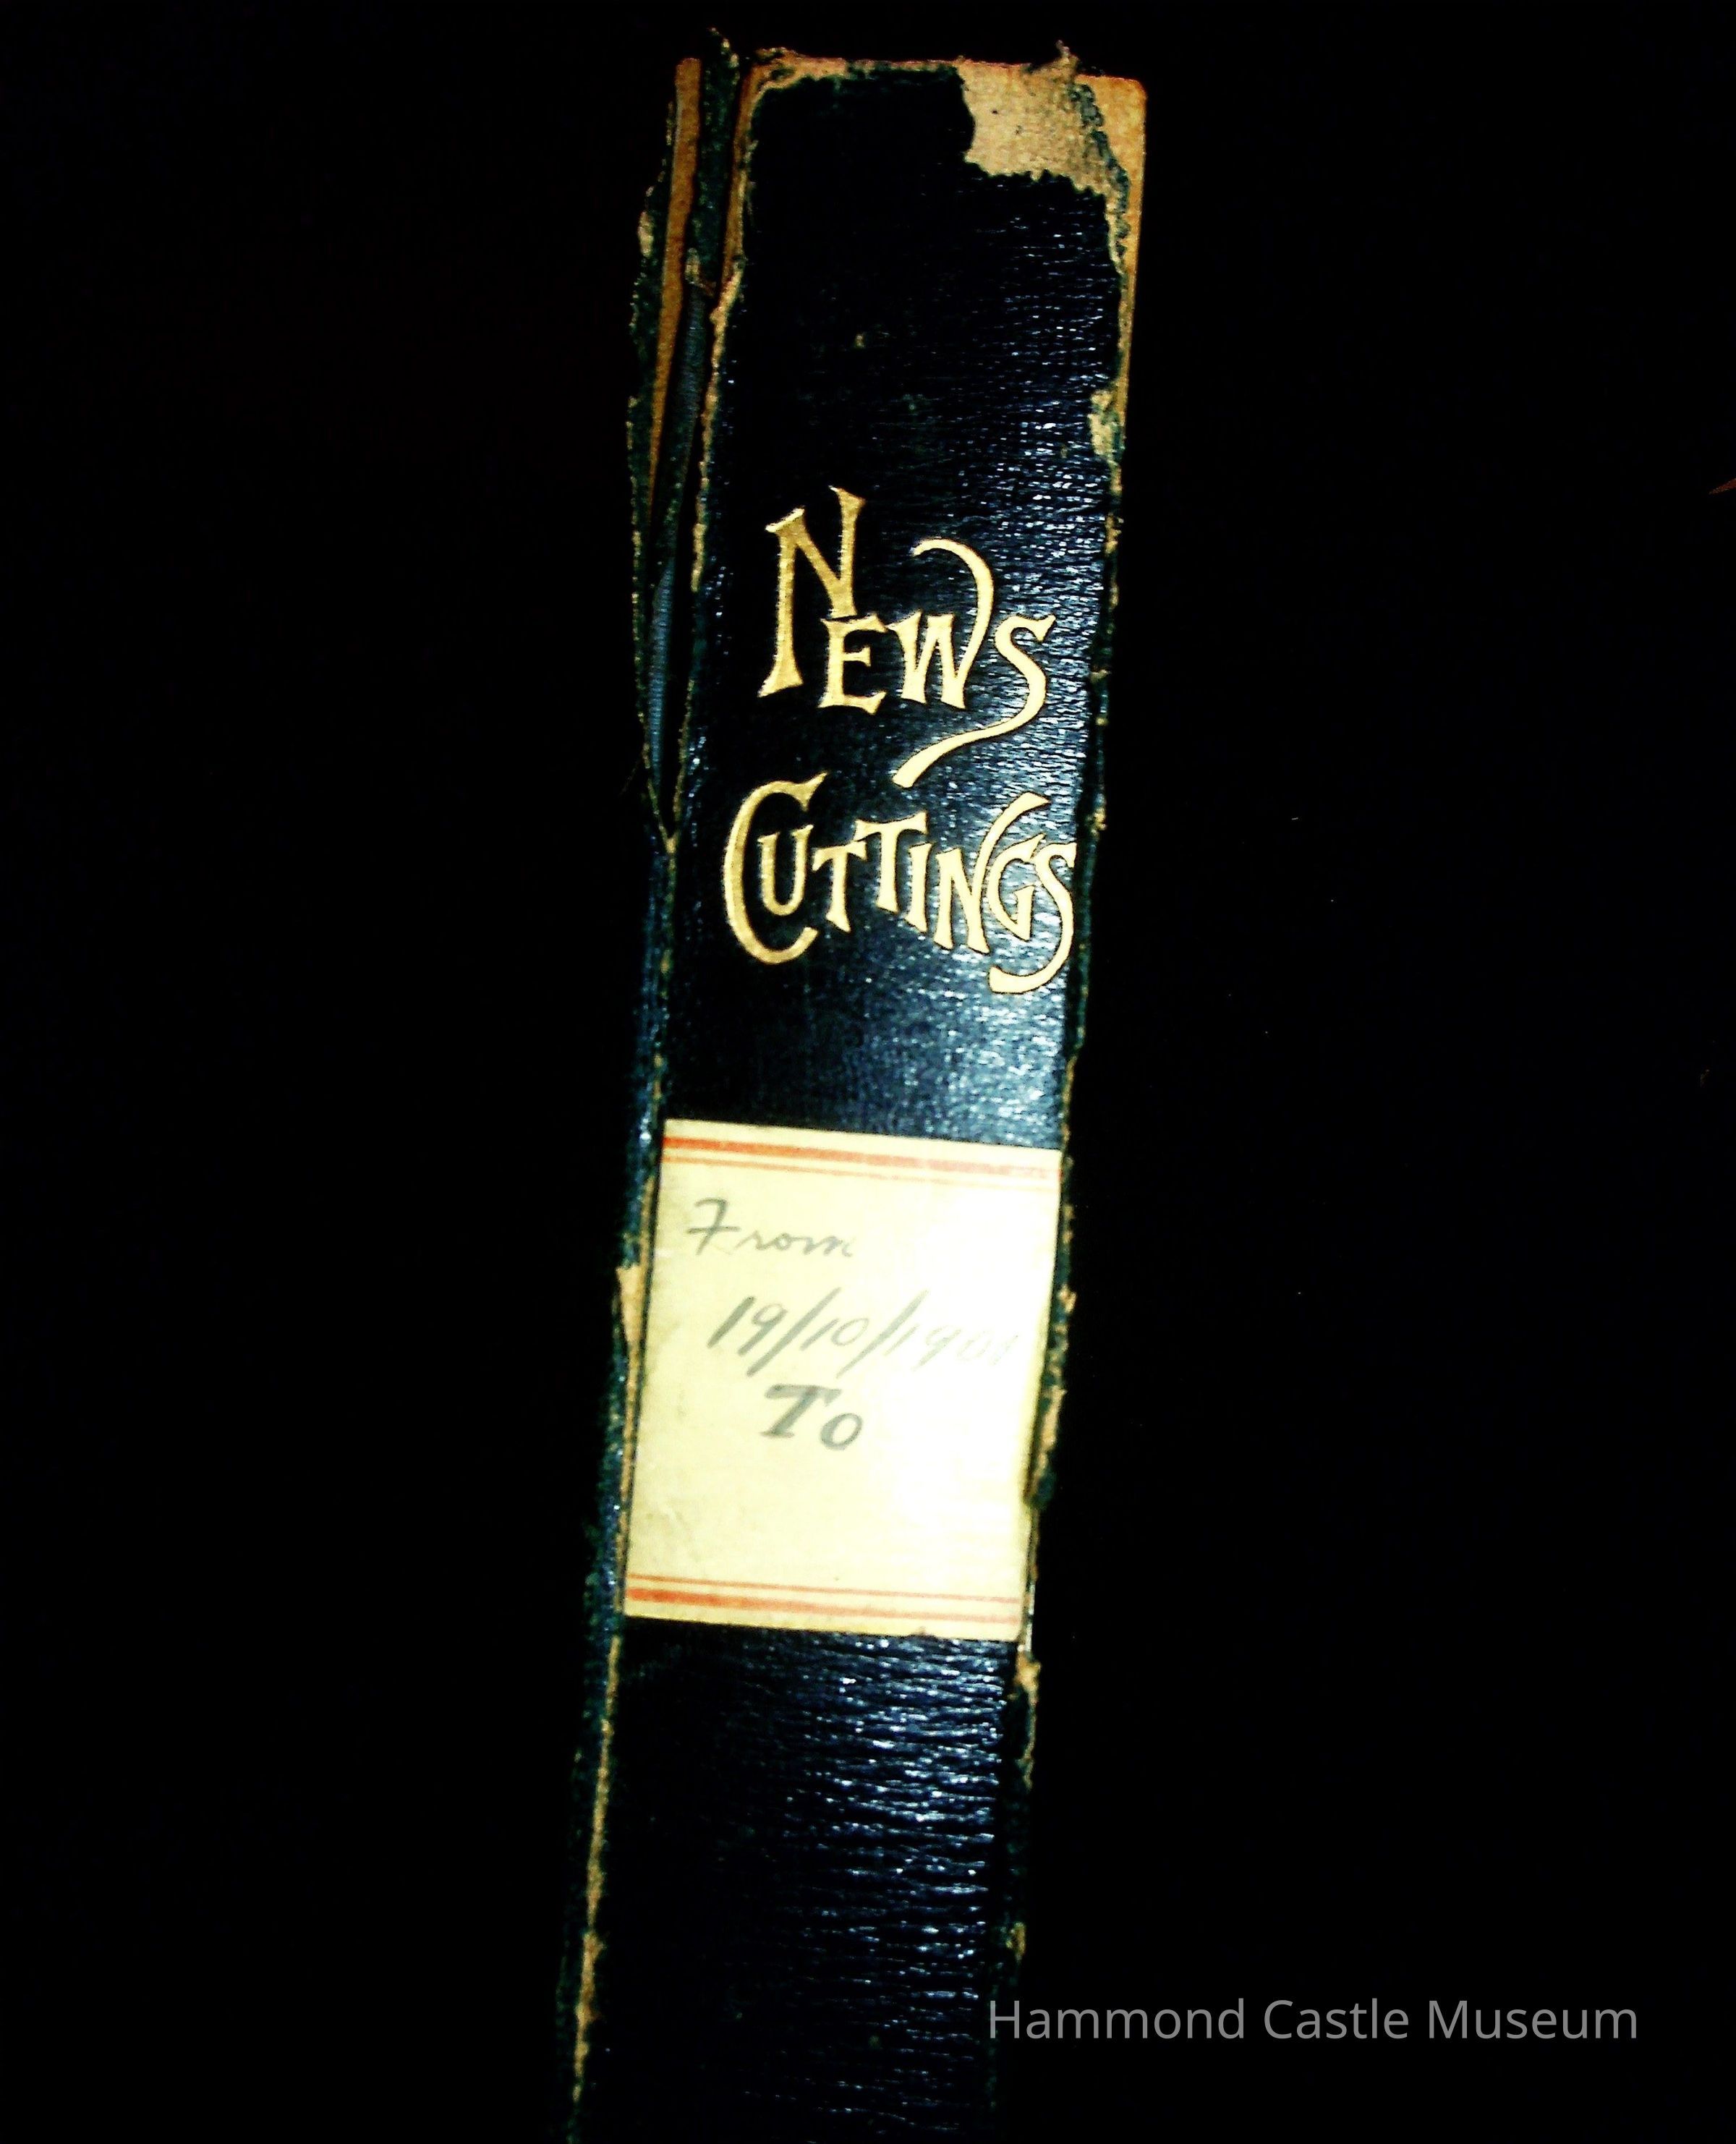 NEWS
CUTTINGS
From
19/10/1901
To
Hammond Castle Museum